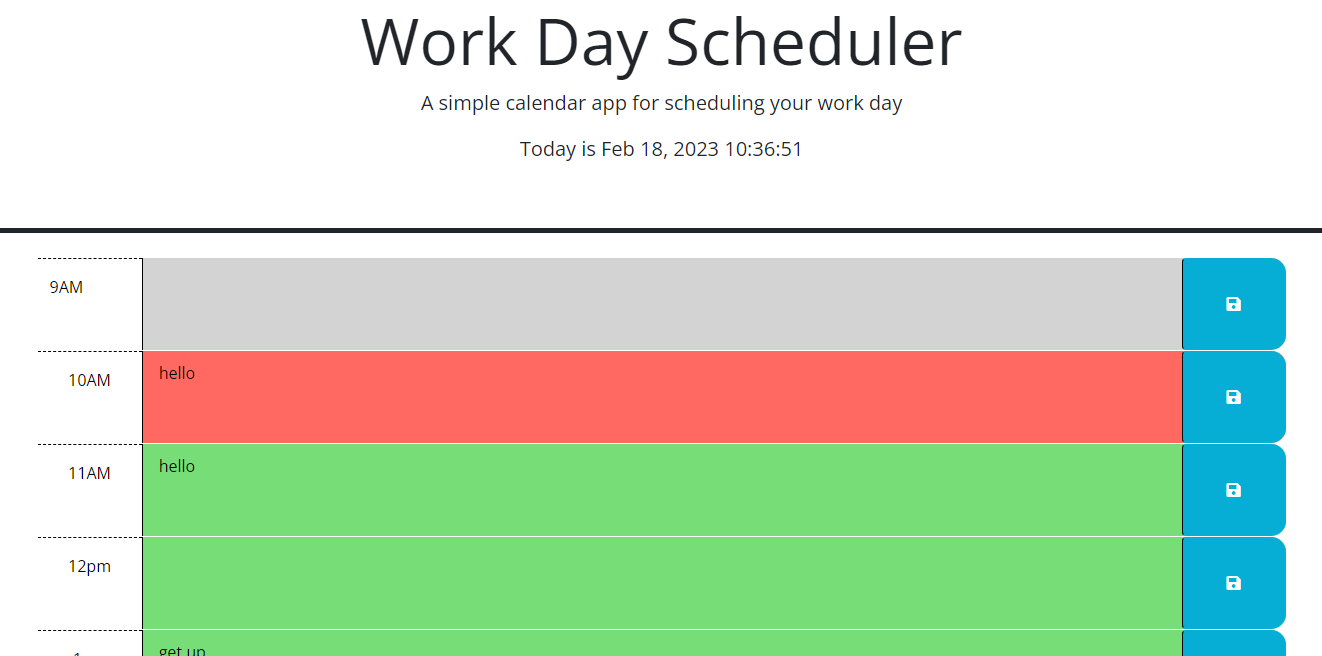 Work Day Scheduler
A simple calendar app for scheduling your work day
Today is Feb 18, 2023 10:36:51
9AM
10AM
hello
11AM
hello
12pm
get up